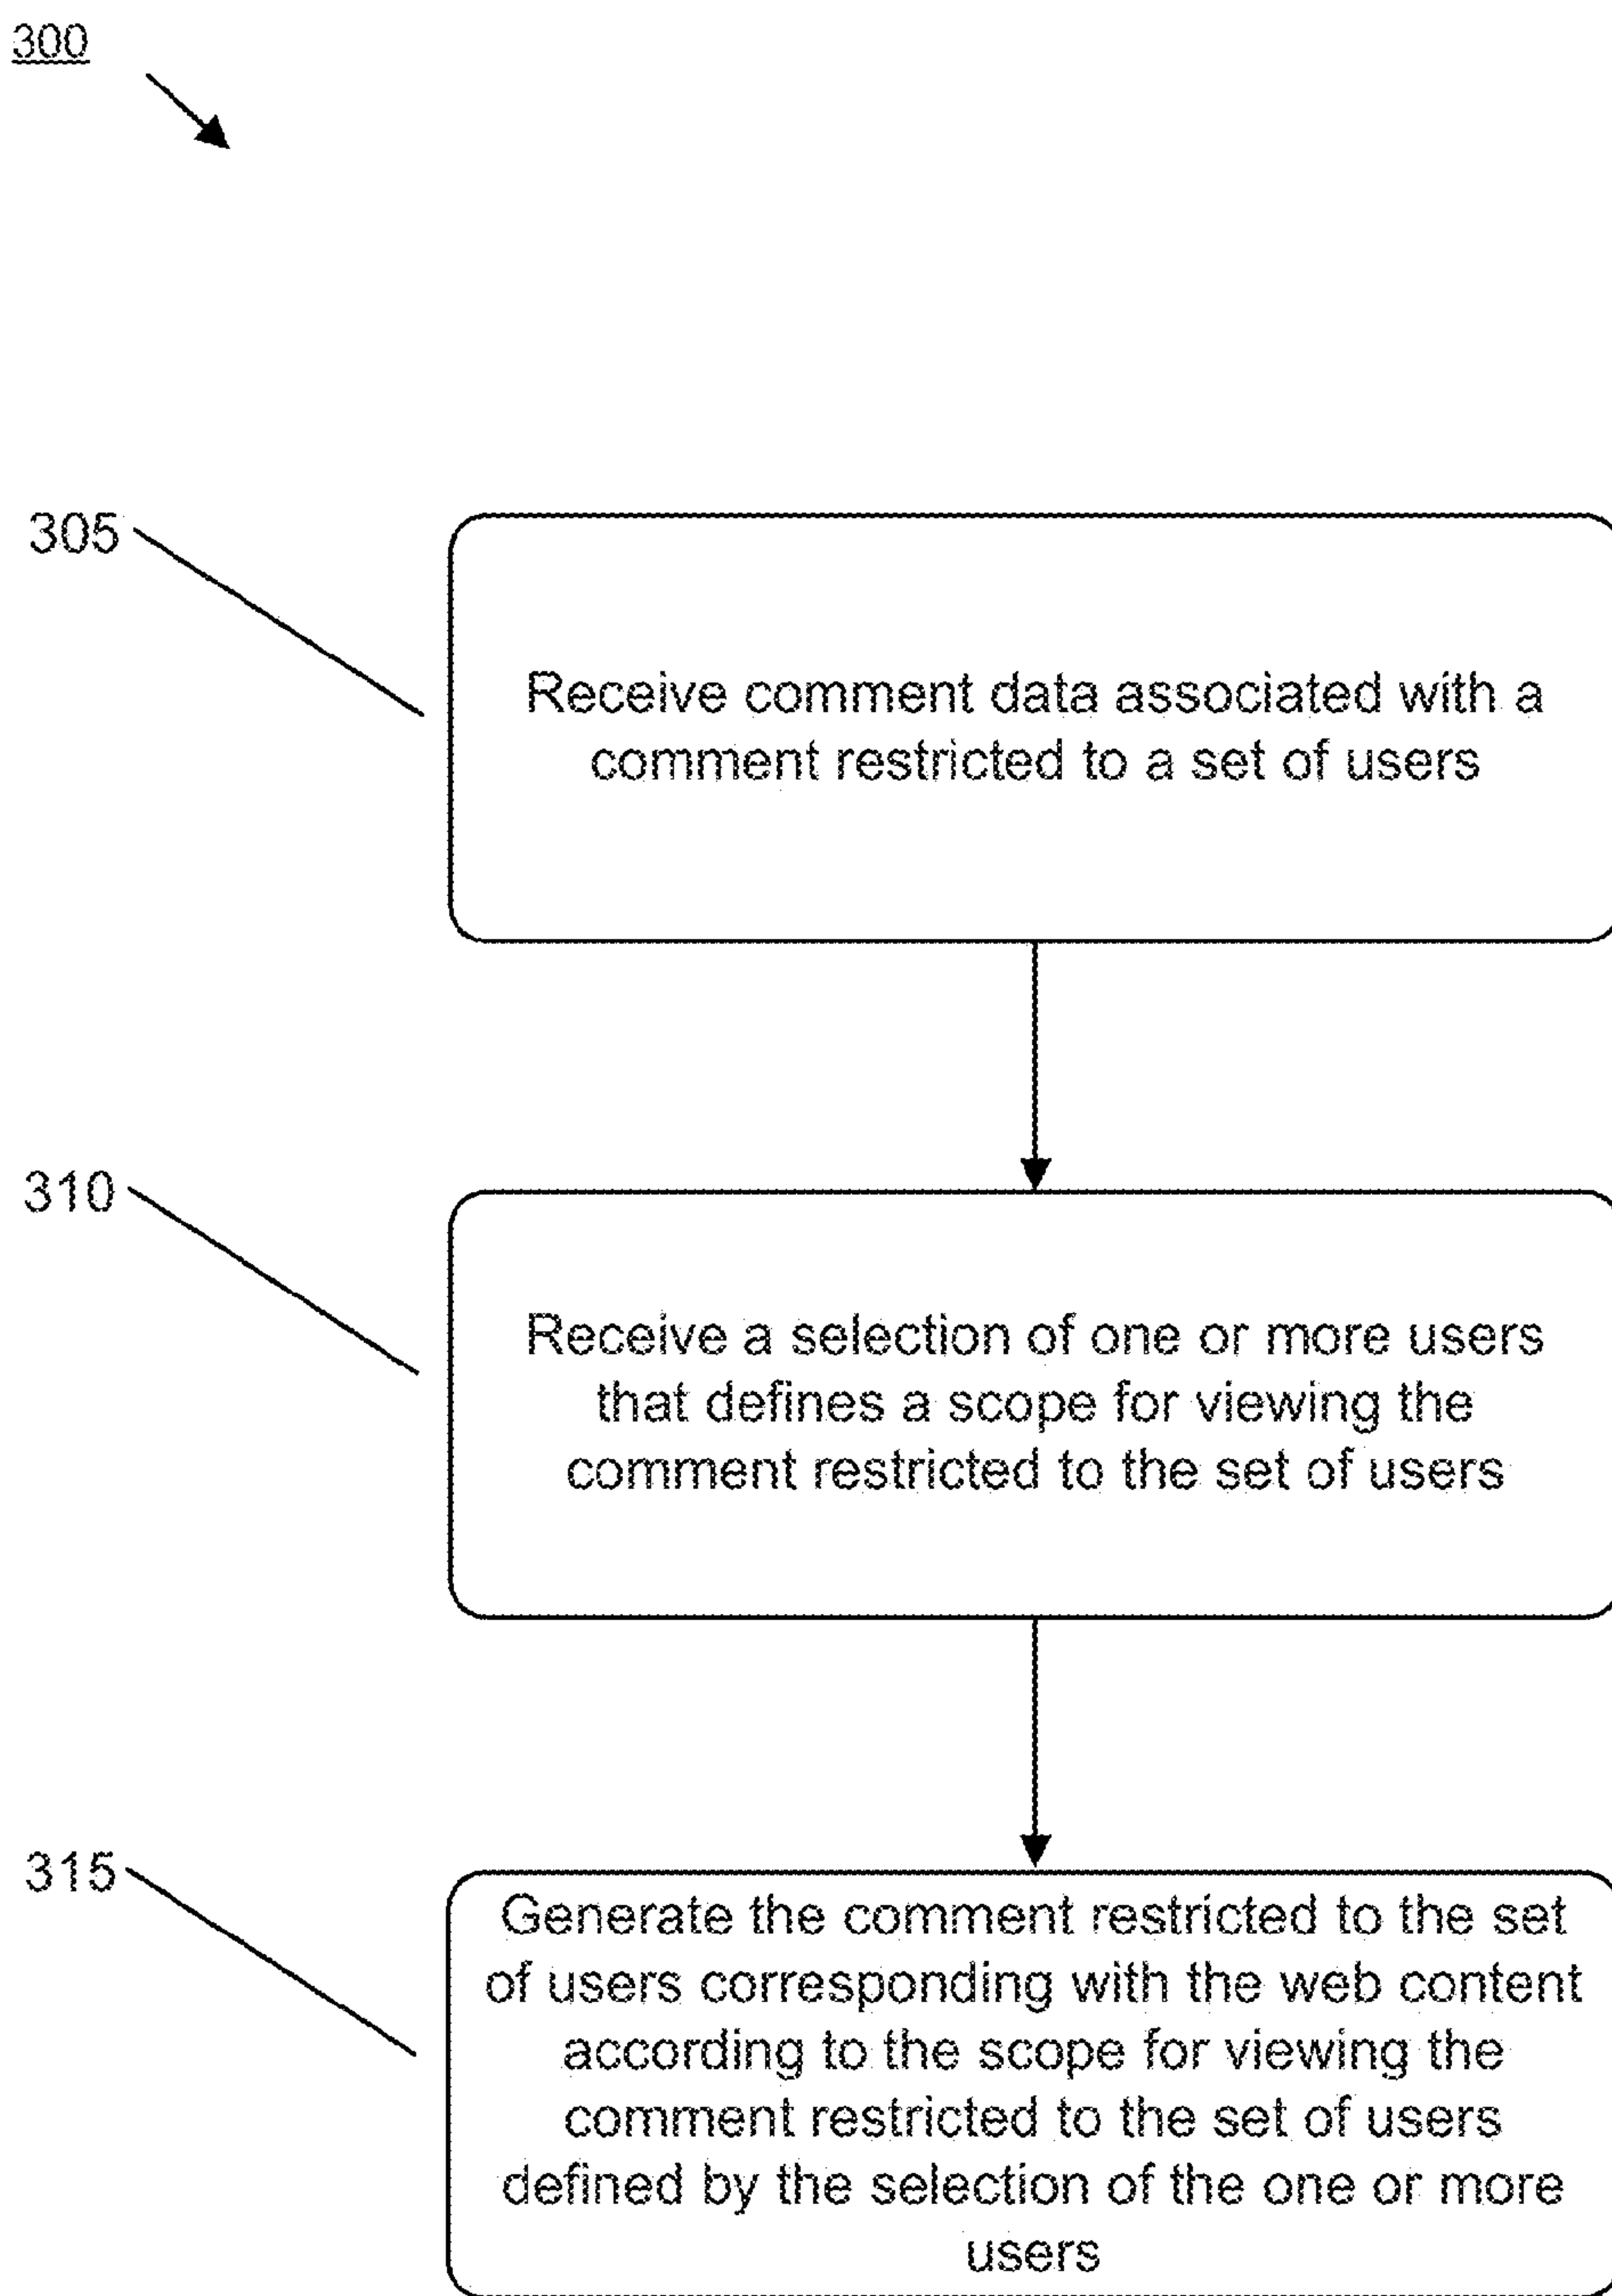 300
305
Receive comment data associated with a
comment restricted to a set of users
310
Receive a selection of one or more users
that defines a scope for viewing the
comment restricted to the set of users
315
Generate the comment restricted to the set
of users corresponding with the web content
according to the scope for viewing the
comment restricted to the set of users
defined by the selection of the one or more
users